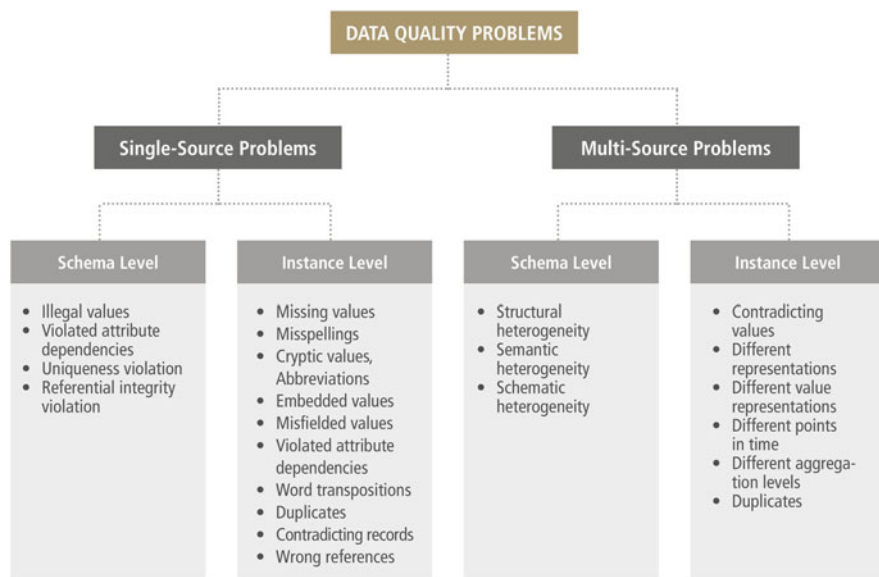 DATA QUALITY PROBLEMS
Single-Source Problems
Multi-Source Problems
Schema Level
• Illegal values
• Violated attribute
dependencies
• Uniqueness violation
• Referential integrity
violation
Instance Level
• Missing values
• Misspellings
• Cryptic values,
Abbreviations
• Embedded values
• Misfielded values
• Violated attribute
dependencies
• Word transpositions
• Duplicates
• Contradicting records
• Wrong references
Schema Level
• Structural
heterogeneity
• Semantic
heterogeneity
• Schematic
heterogeneity
Instance Level
• Contradicting
values
• Different
representations
• Different value
representations
• Different points
in time
• Different aggrega-
tion levels
• Duplicates